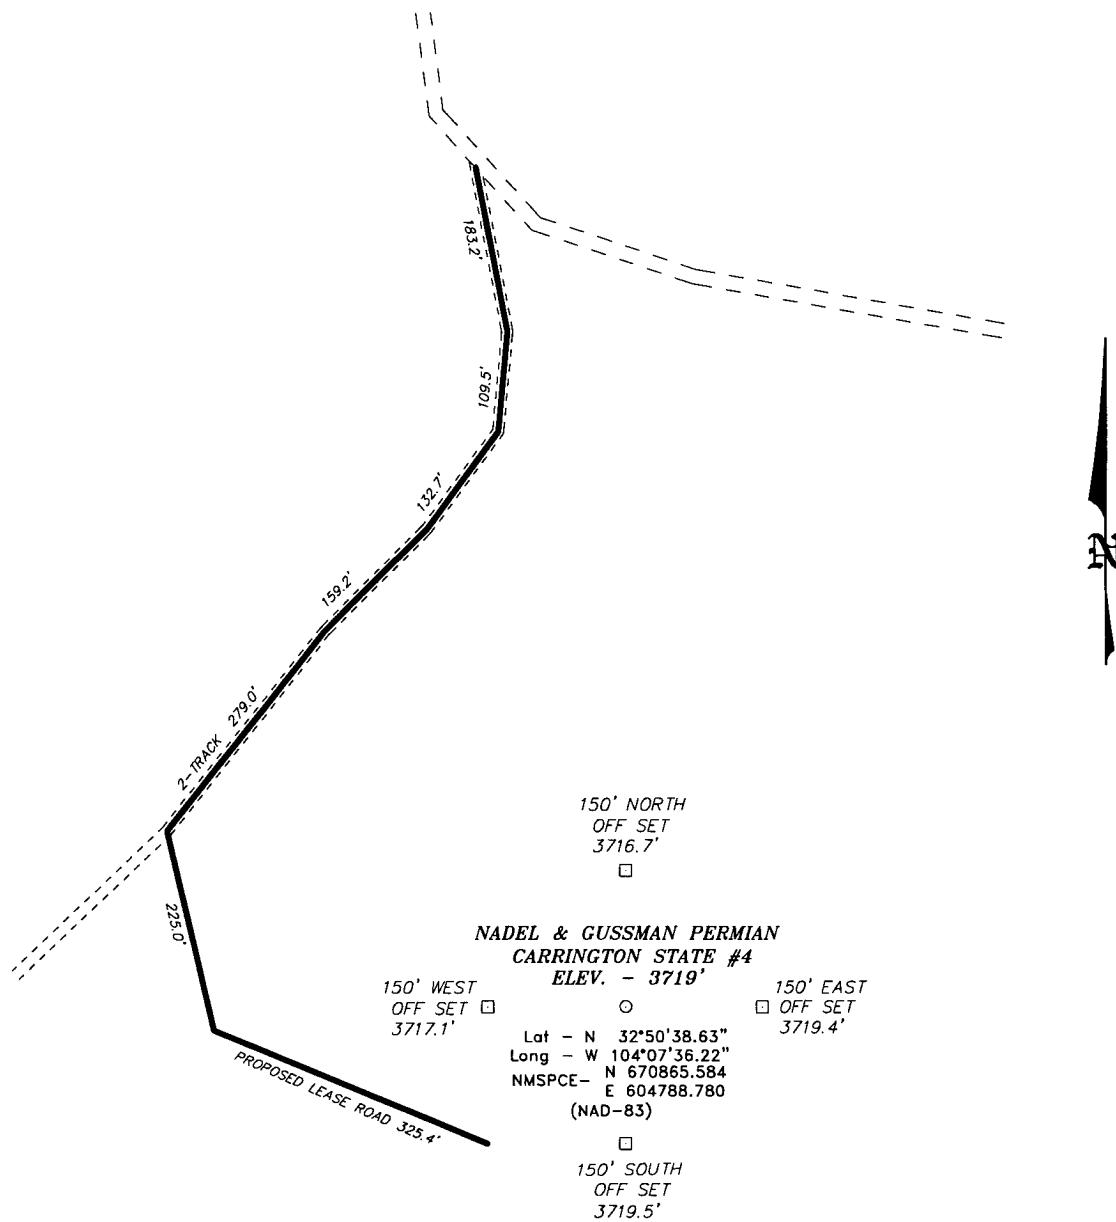 183.2'
109.5'
132.7'
159.2'
2-TRACK 279.0'
225.0'
PROPOSED LEASE ROAD 325.4'
N
150' NORTH
OFF SET
3716.7'
NADEL & GUSSMAN PERMIAN
CARRINGTON STATE #4
ELEV. - 3719'
150' WEST
OFF SET
3717.1'
150' EAST
OFF SET
3719.4'
Lat - N 32°50'38.63"
Long - W 104°07'36.22"
NMSPCE- N 670865.584
E 604788.780
(NAD-83)
150' SOUTH
OFF SET
3719.5'